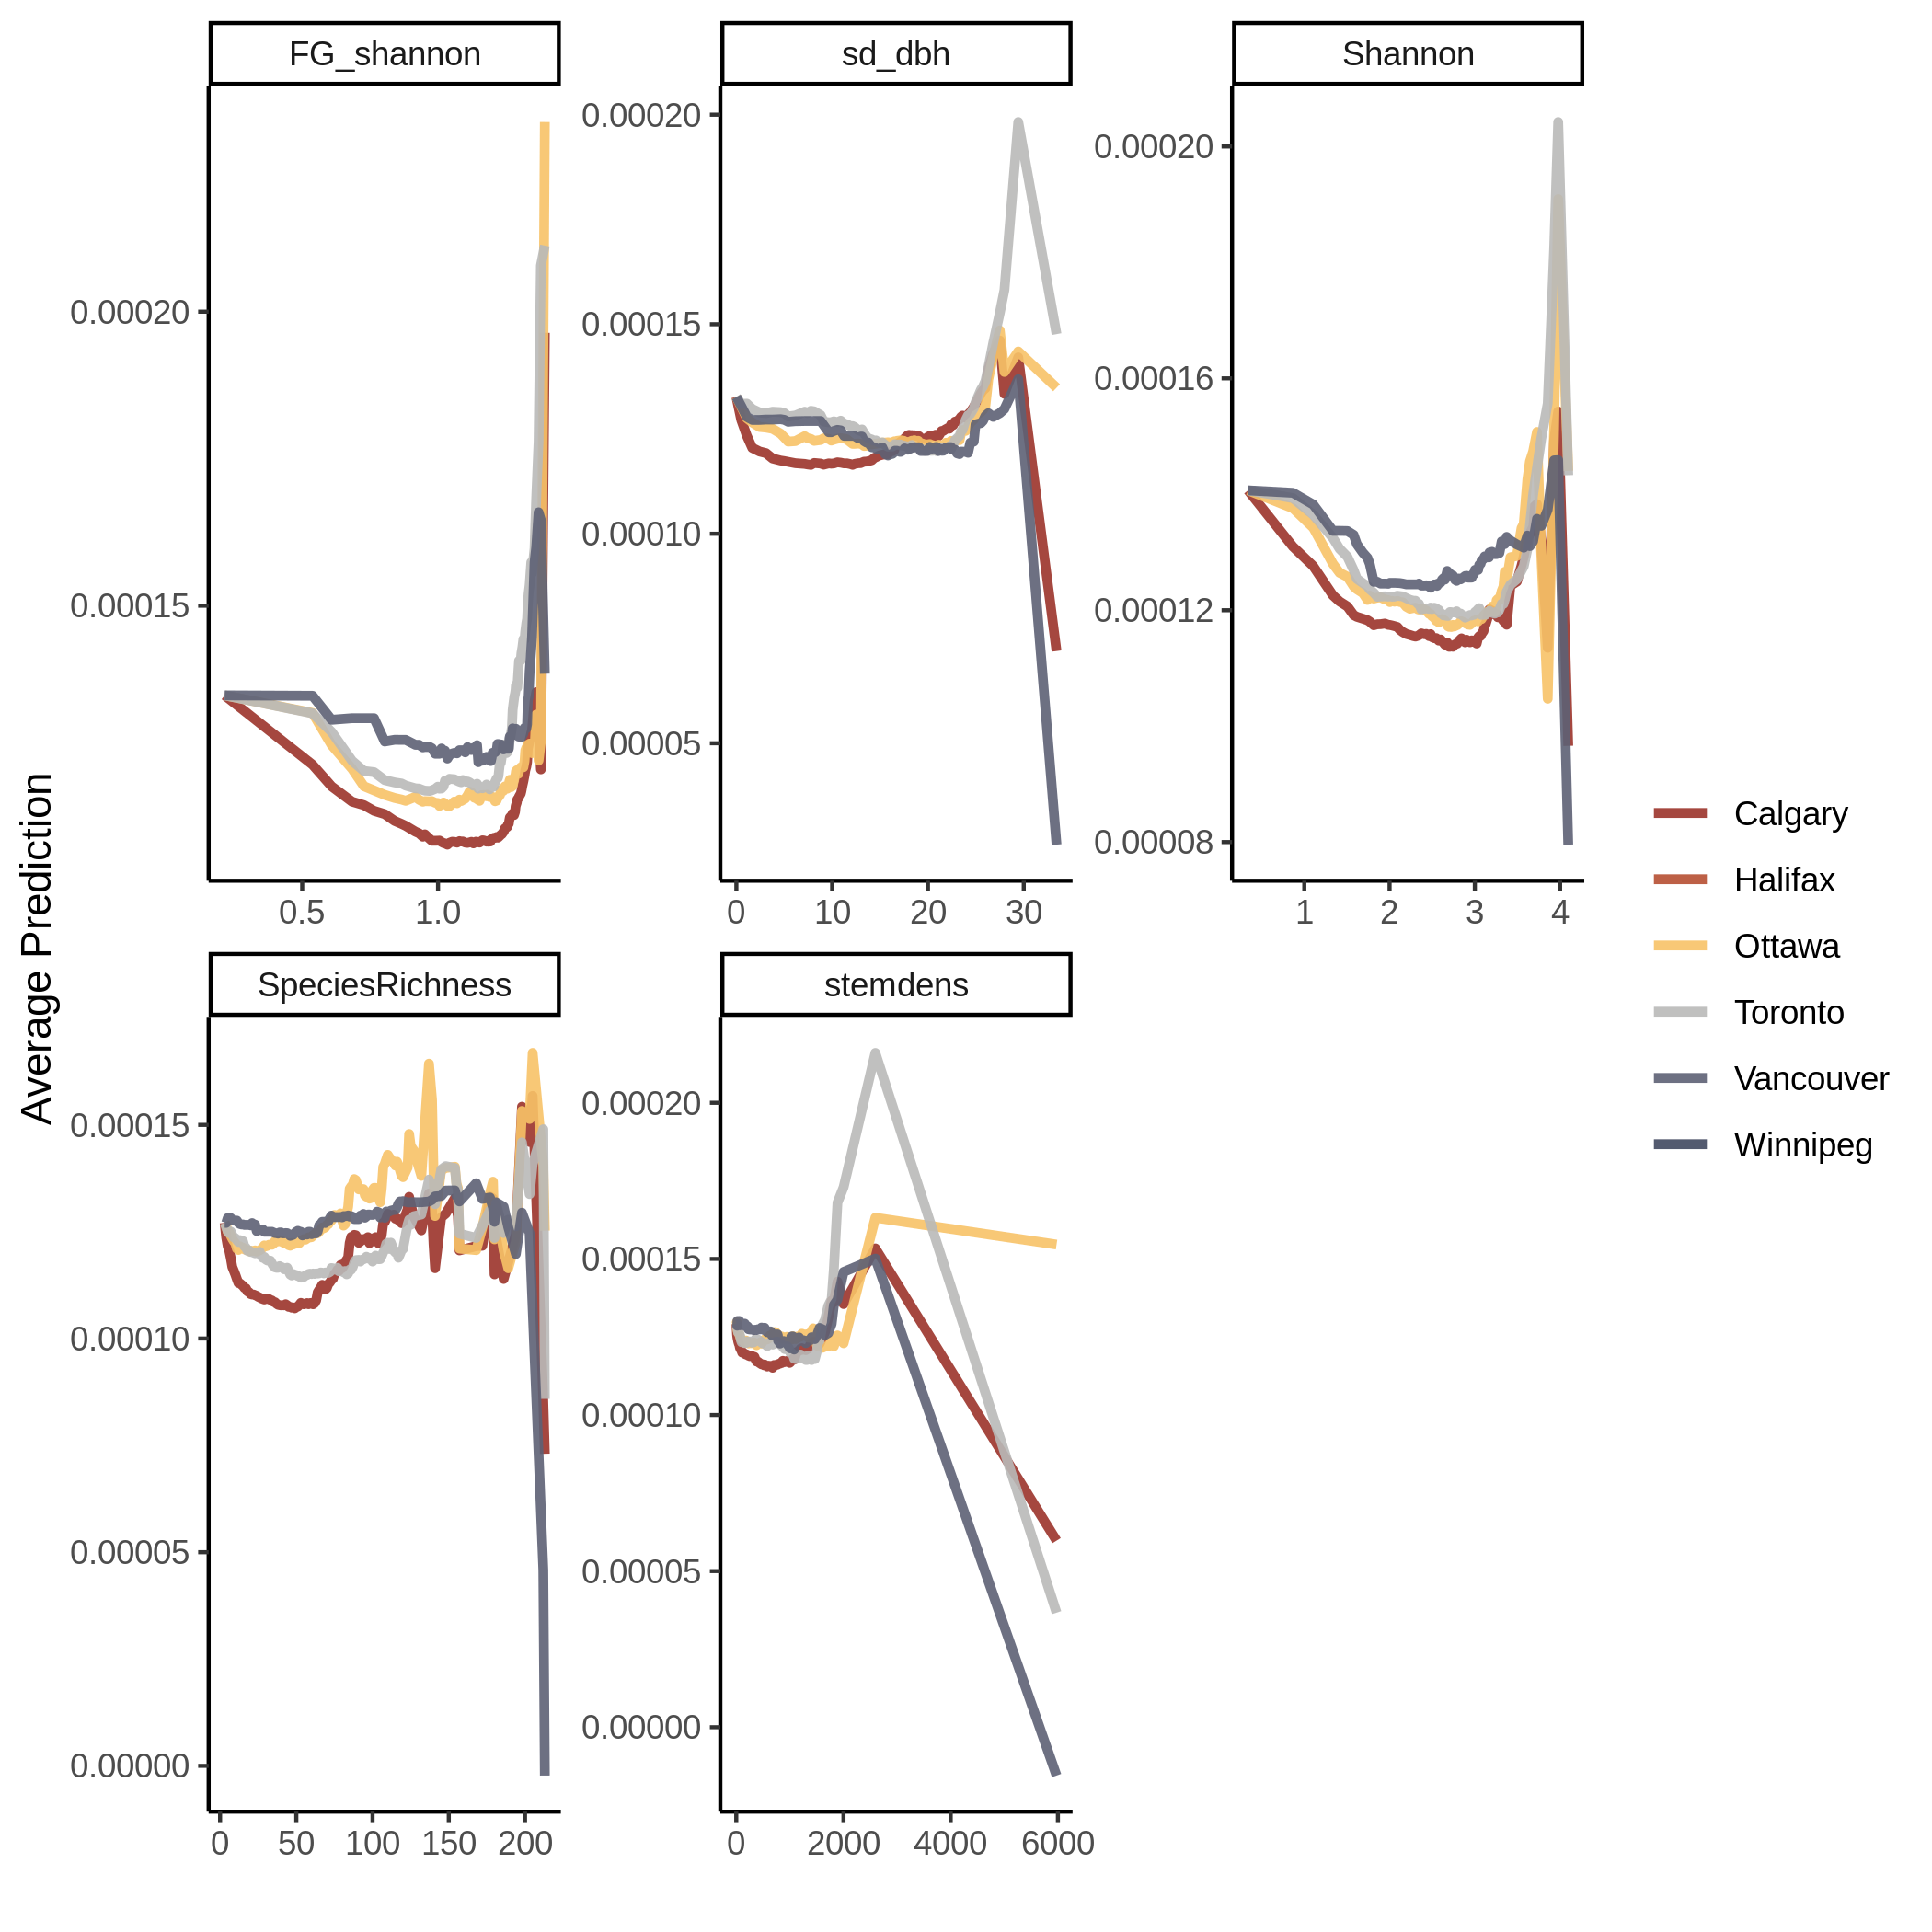 FG_shannon
sd_dbh
Shannon
0.00020
0.00015
0.5 1.0
0.00020
0.00015
0.00010
0.00005
0 10 20 30
0.00020
0.00016
0.00012
0.00008
1 2 3 4
Average Prediction
SpeciesRichness
stemdens
0.00015
0.00010
0.00005
0.00000
0 50 100 150 200
0.00020
0.00015
0.00010
0.00005
0.00000
0 2000 4000 6000
Calgary
Halifax
Ottawa
Toronto
Vancouver
Winnipeg